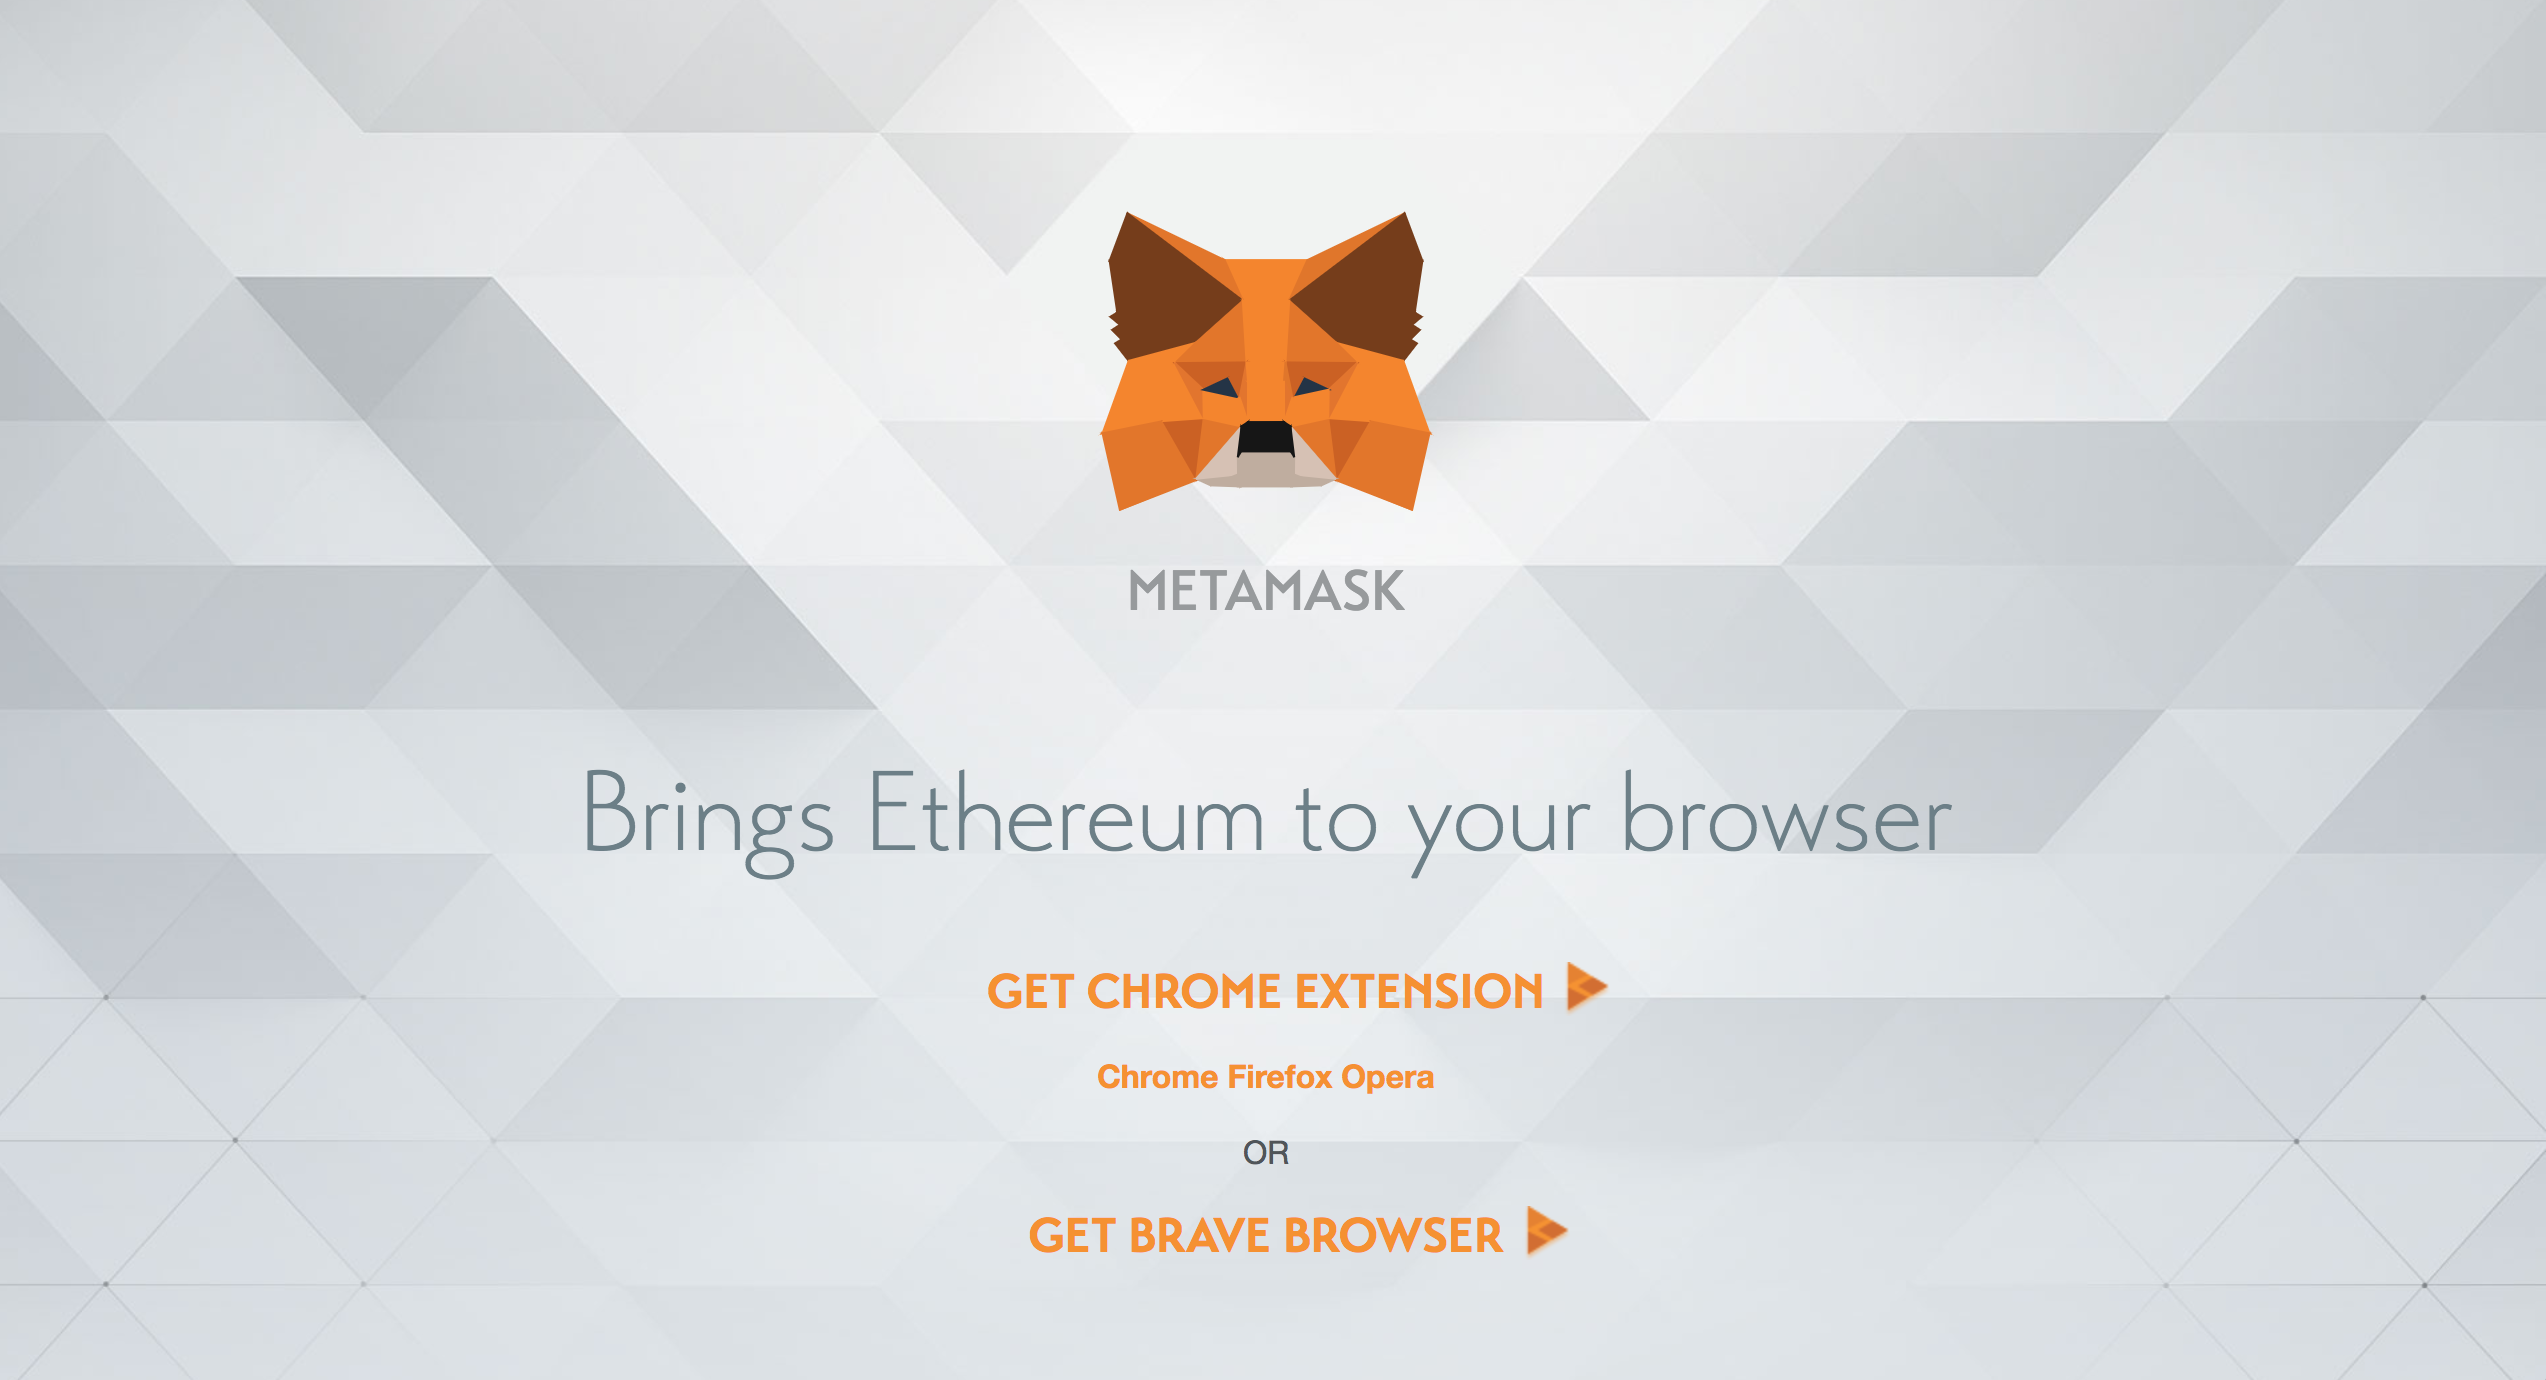 METAMASK
Brings Ethereum to your browser
GET CHROME EXTENSION
Chrome Firefox Opera
OR
GET BRAVE BROWSER